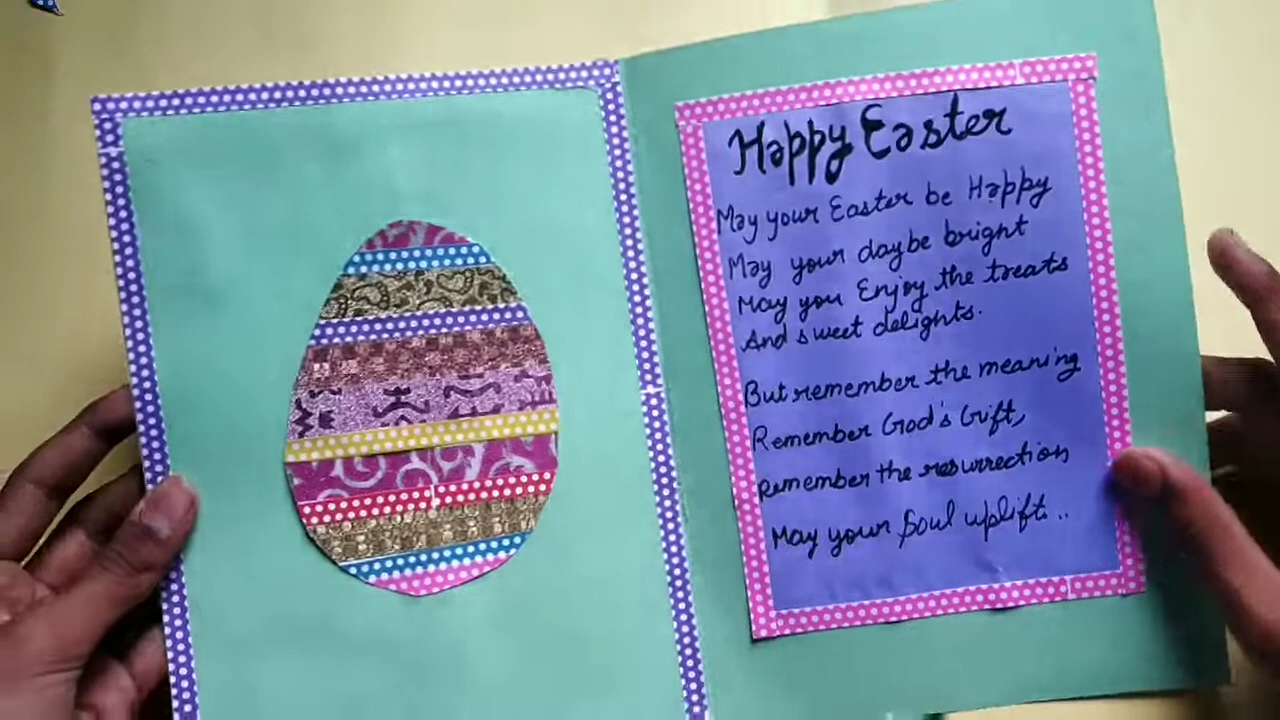 Happy Easter
May your Easter be Happy
May your day be bright
May you Enjoy the treats
And sweet delights.
But remember the meaning
Remember God's Gift,
Remember the resurrection
May your Soul uplift..